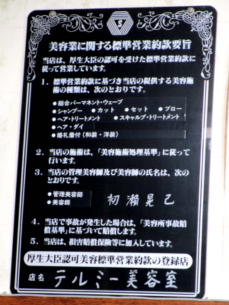 美容業に関する標準営業約款要旨
当店は、厚生大臣の認可を受けた標準営業約款に
従って営業しています。
1. 標準営業約款に基づき当店の提供する美容施
術の種類は、次のとおりです。
●総合パーマネント・ウェーブ
●シャンプー ●カット ●セット ●ブロー
●ヘア・トリートメント ●スキャルプ・トリートメント
●ヘア・ダイ
●婚礼着付(和装・洋装)
2. 当店の施術は、「美容施術処理基準」に従って
行います。
3. 当店の管理美容師及び美容師の氏名は、次の
とおりです。
●管理美容師
●美容師
初瀬晃己
4. 当店で事故が発生した場合は、「美容所事故賠
償基準」に基づいて賠償します。
5. 当店は、損害賠償保険等に加入しています。
厚生大臣認可美容標準営業約款の登録店
店名 テルミー美容室